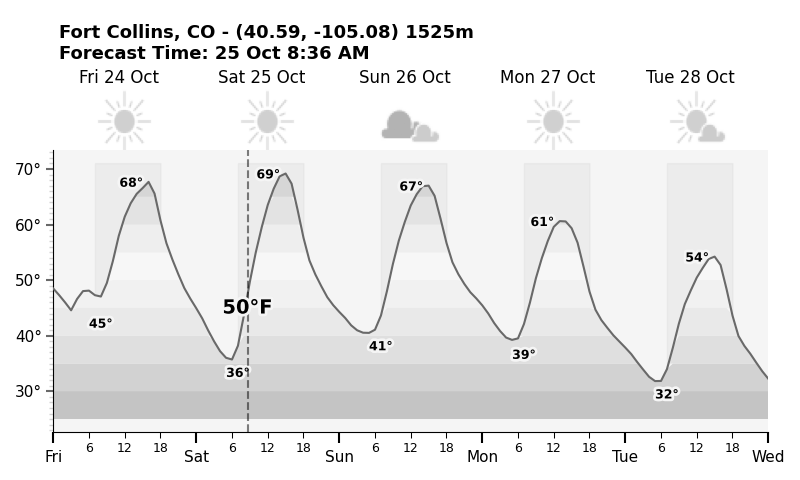 Fort Collins, CO - (40.59, -105.08) 1525m
Forecast Time: 25 Oct 8:36 AM
Fri 24 Oct Sat 25 Oct Sun 26 Oct Mon 27 Oct Tue 28 Oct
70°
60°
50°
40°
30°
68° 69° 67° 61° 54°
50°F
45° 36° 41° 39° 32°
6 12 18 6 12 18 6 12 18 6 12 18 6 12 18
Fri Sat Sun Mon Tue Wed